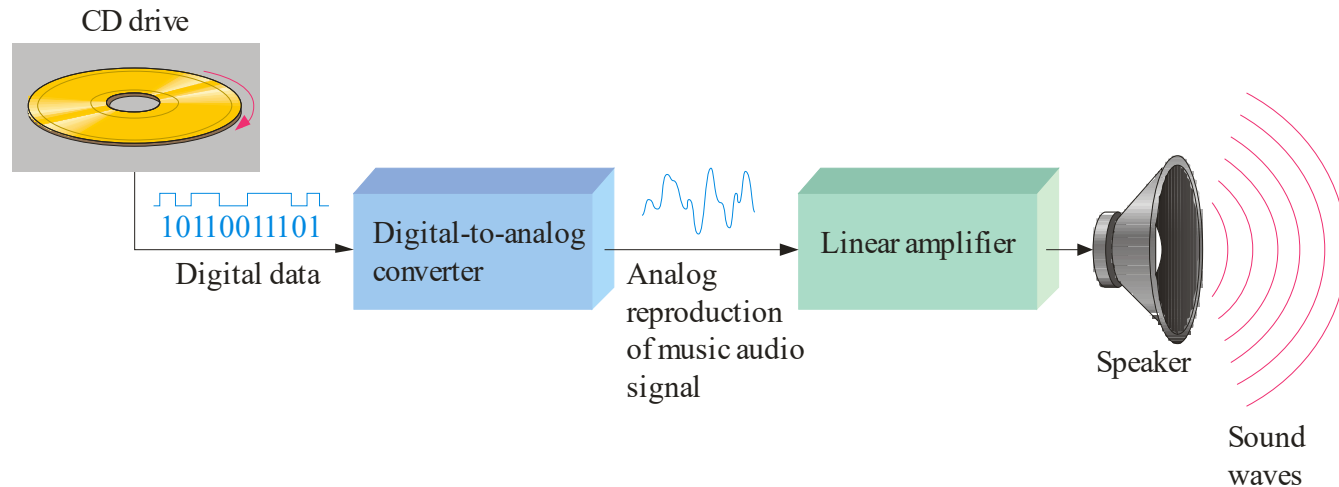 CD drive
10110011101
Digital data
Digital-to-analog
converter
Analog
reproduction
of music audio
signal
Linear amplifier
Speaker
Sound
waves